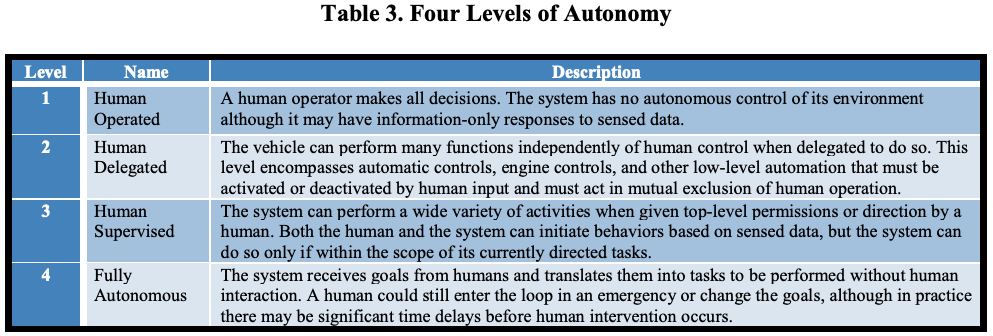 Table 3. Four Levels of Autonomy
Level Name Description
1 Human Operated A human operator makes all decisions. The system has no autonomous control of its environment
although it may have information-only responses to sensed data.
2 Human Delegated The vehicle can perform many functions independently of human control when delegated to do so. This
level encompasses automatic controls, engine controls, and other low-level automation that must be
activated or deactivated by human input and must act in mutual exclusion of human operation.
3 Human Supervised The system can perform a wide variety of activities when given top-level permissions or direction by a
human. Both the human and the system can initiate behaviors based on sensed data, but the system can
do so only if within the scope of its currently directed tasks.
4 Fully Autonomous The system receives goals from humans and translates them into tasks to be performed without human
interaction. A human could still enter the loop in an emergency or change the goals, although in practice
there may be significant time delays before human intervention occurs.